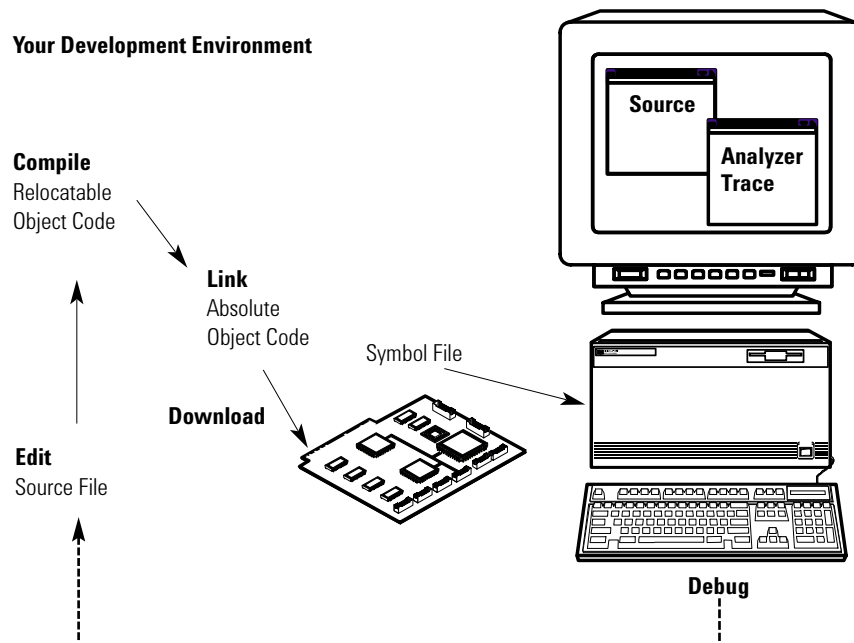 Your Development Environment
Source
Analyzer
Trace
Compile
Relocatable
Object Code
Link
Absolute
Object Code
Symbol File
Download
Edit
Source File
Debug